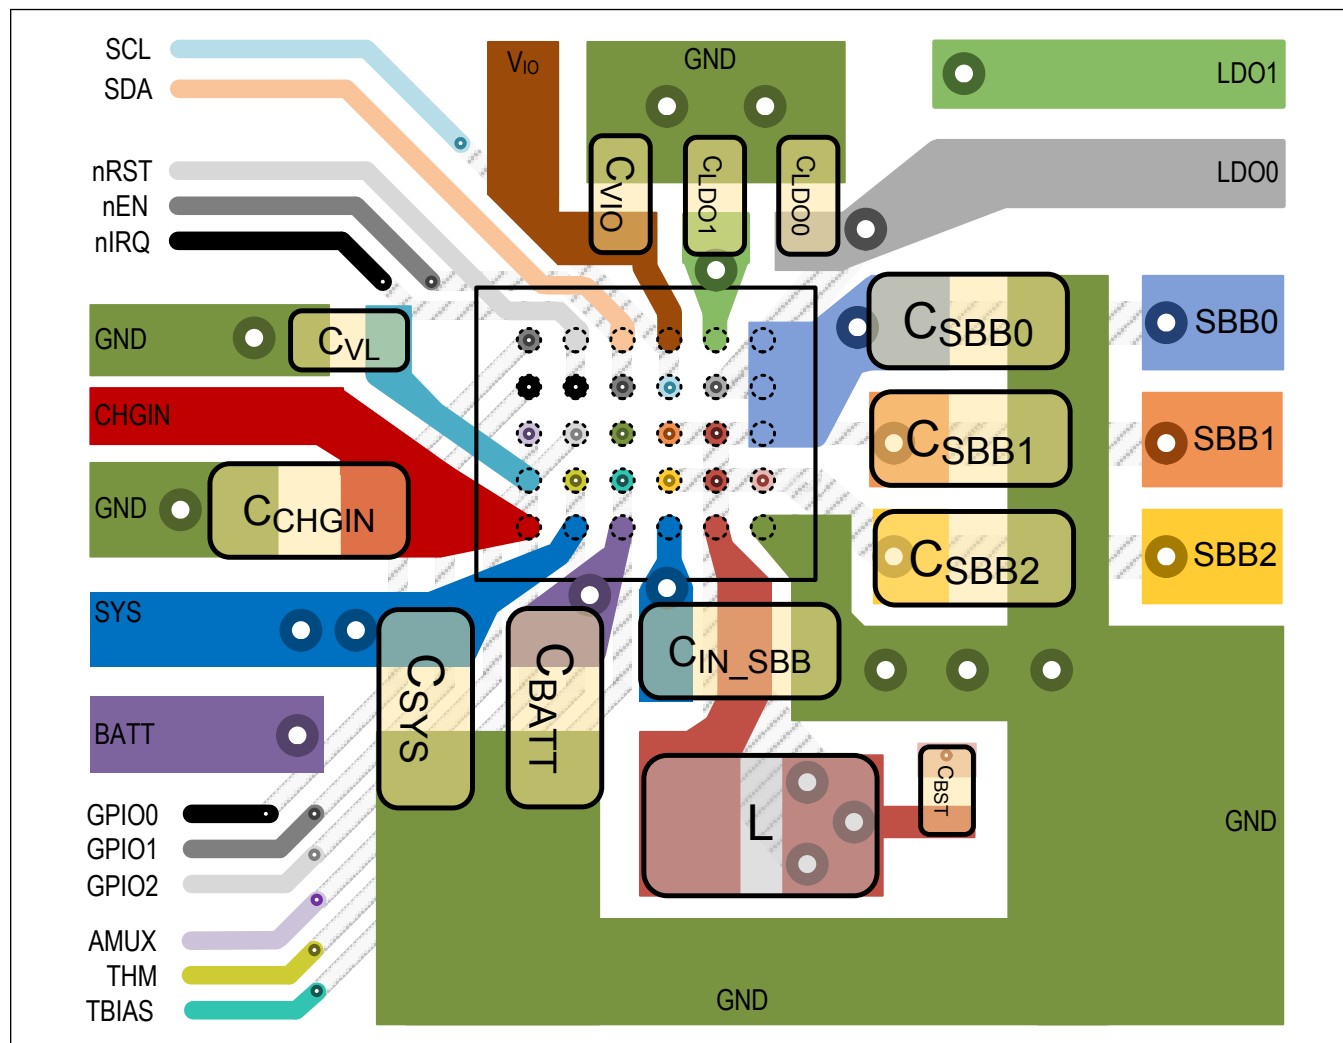 SCL
SDA
nRST
nEN
nIRQ
VIO
GND
LDO1
LDO0
CVIO
CLDO1
CLDO0
GND
CVL
CSBB0
SBB0
CHGIN
CSBB1
SBB1
GND
CCHGIN
CSBB2
SBB2
SYS
CSYS
CBATT
CIN_SBB
BATT
GPIO0
GPIO1
GPIO2
L
CBST
GND
AMUX
THM
TBIAS
GND